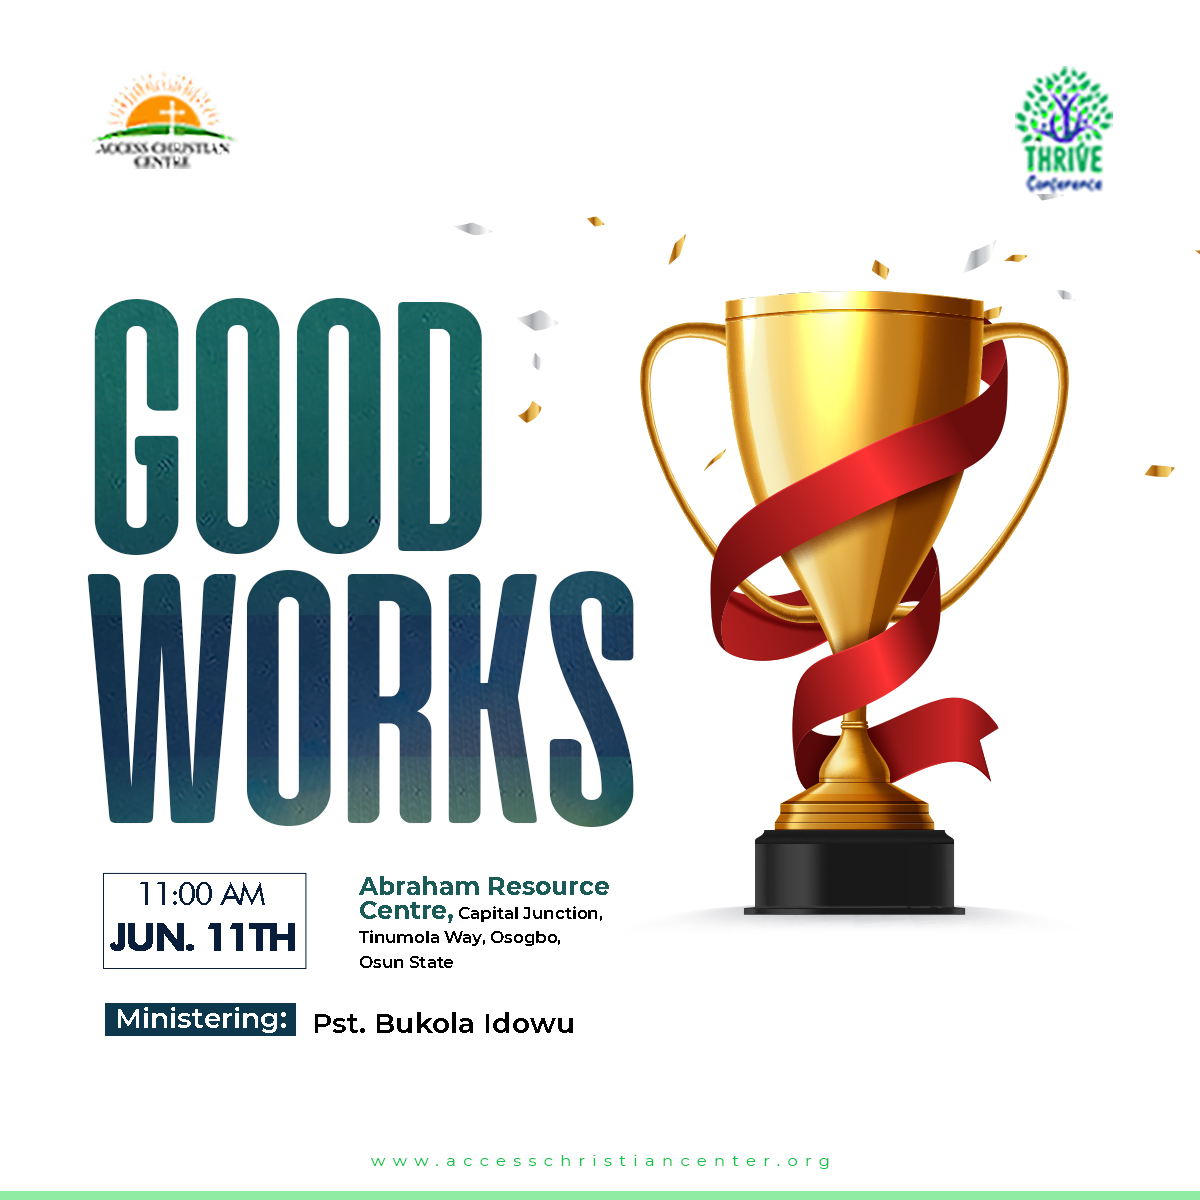 ACCESS CHRISTIAN
CENTRE
THRIVE
Conference
GOOD
WORKS
11:00 AM
JUN. 11TH
Abraham Resource
Centre, Capital Junction,
Tinumola Way, Osogbo,
Osun State
Ministering: Pst. Bukola Idowu
www.accesschristiancenter.org